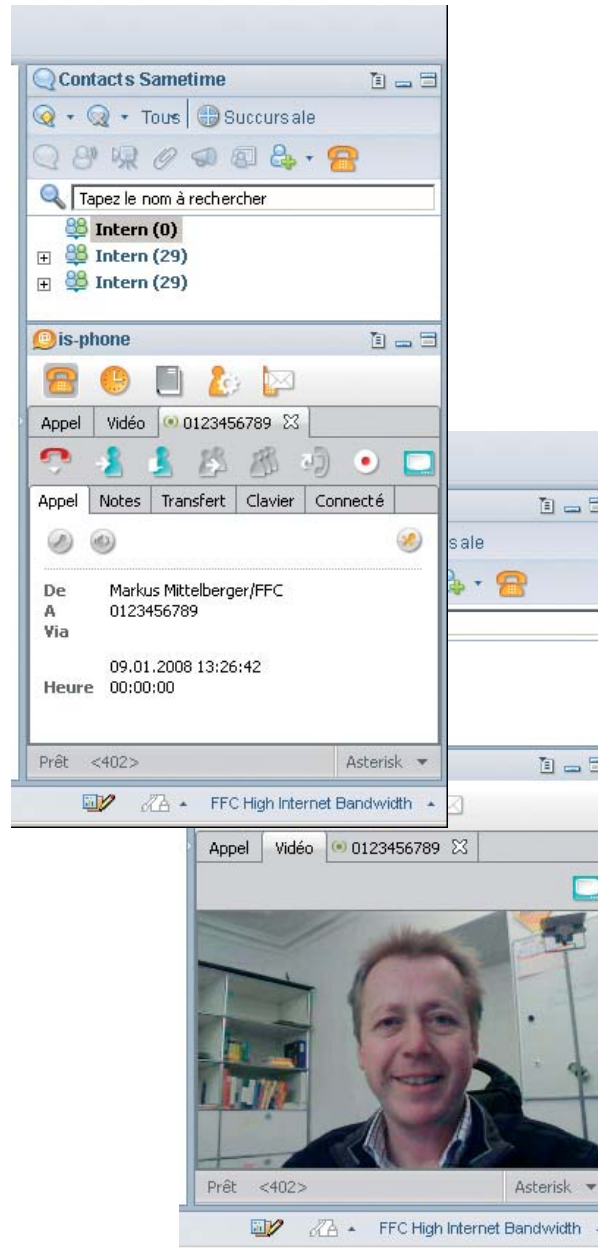 Contacts Sametime
Tous Succursale
Tapez le nom à rechercher
Intern (0)
Intern (29)
Intern (29)
is-phone
Appel Vidéo 0123456789
Appel Notes Transfert Clavier Connecté
De Markus Mittelberger/FFC
A 0123456789
Via
09.01.2008 13:26:42
Heure 00:00:00
Prêt <402> Asterisk
FFC High Internet Bandwidth
sale
Appel Vidéo 0123456789
Prêt <402> Asterisk
FFC High Internet Bandwidth